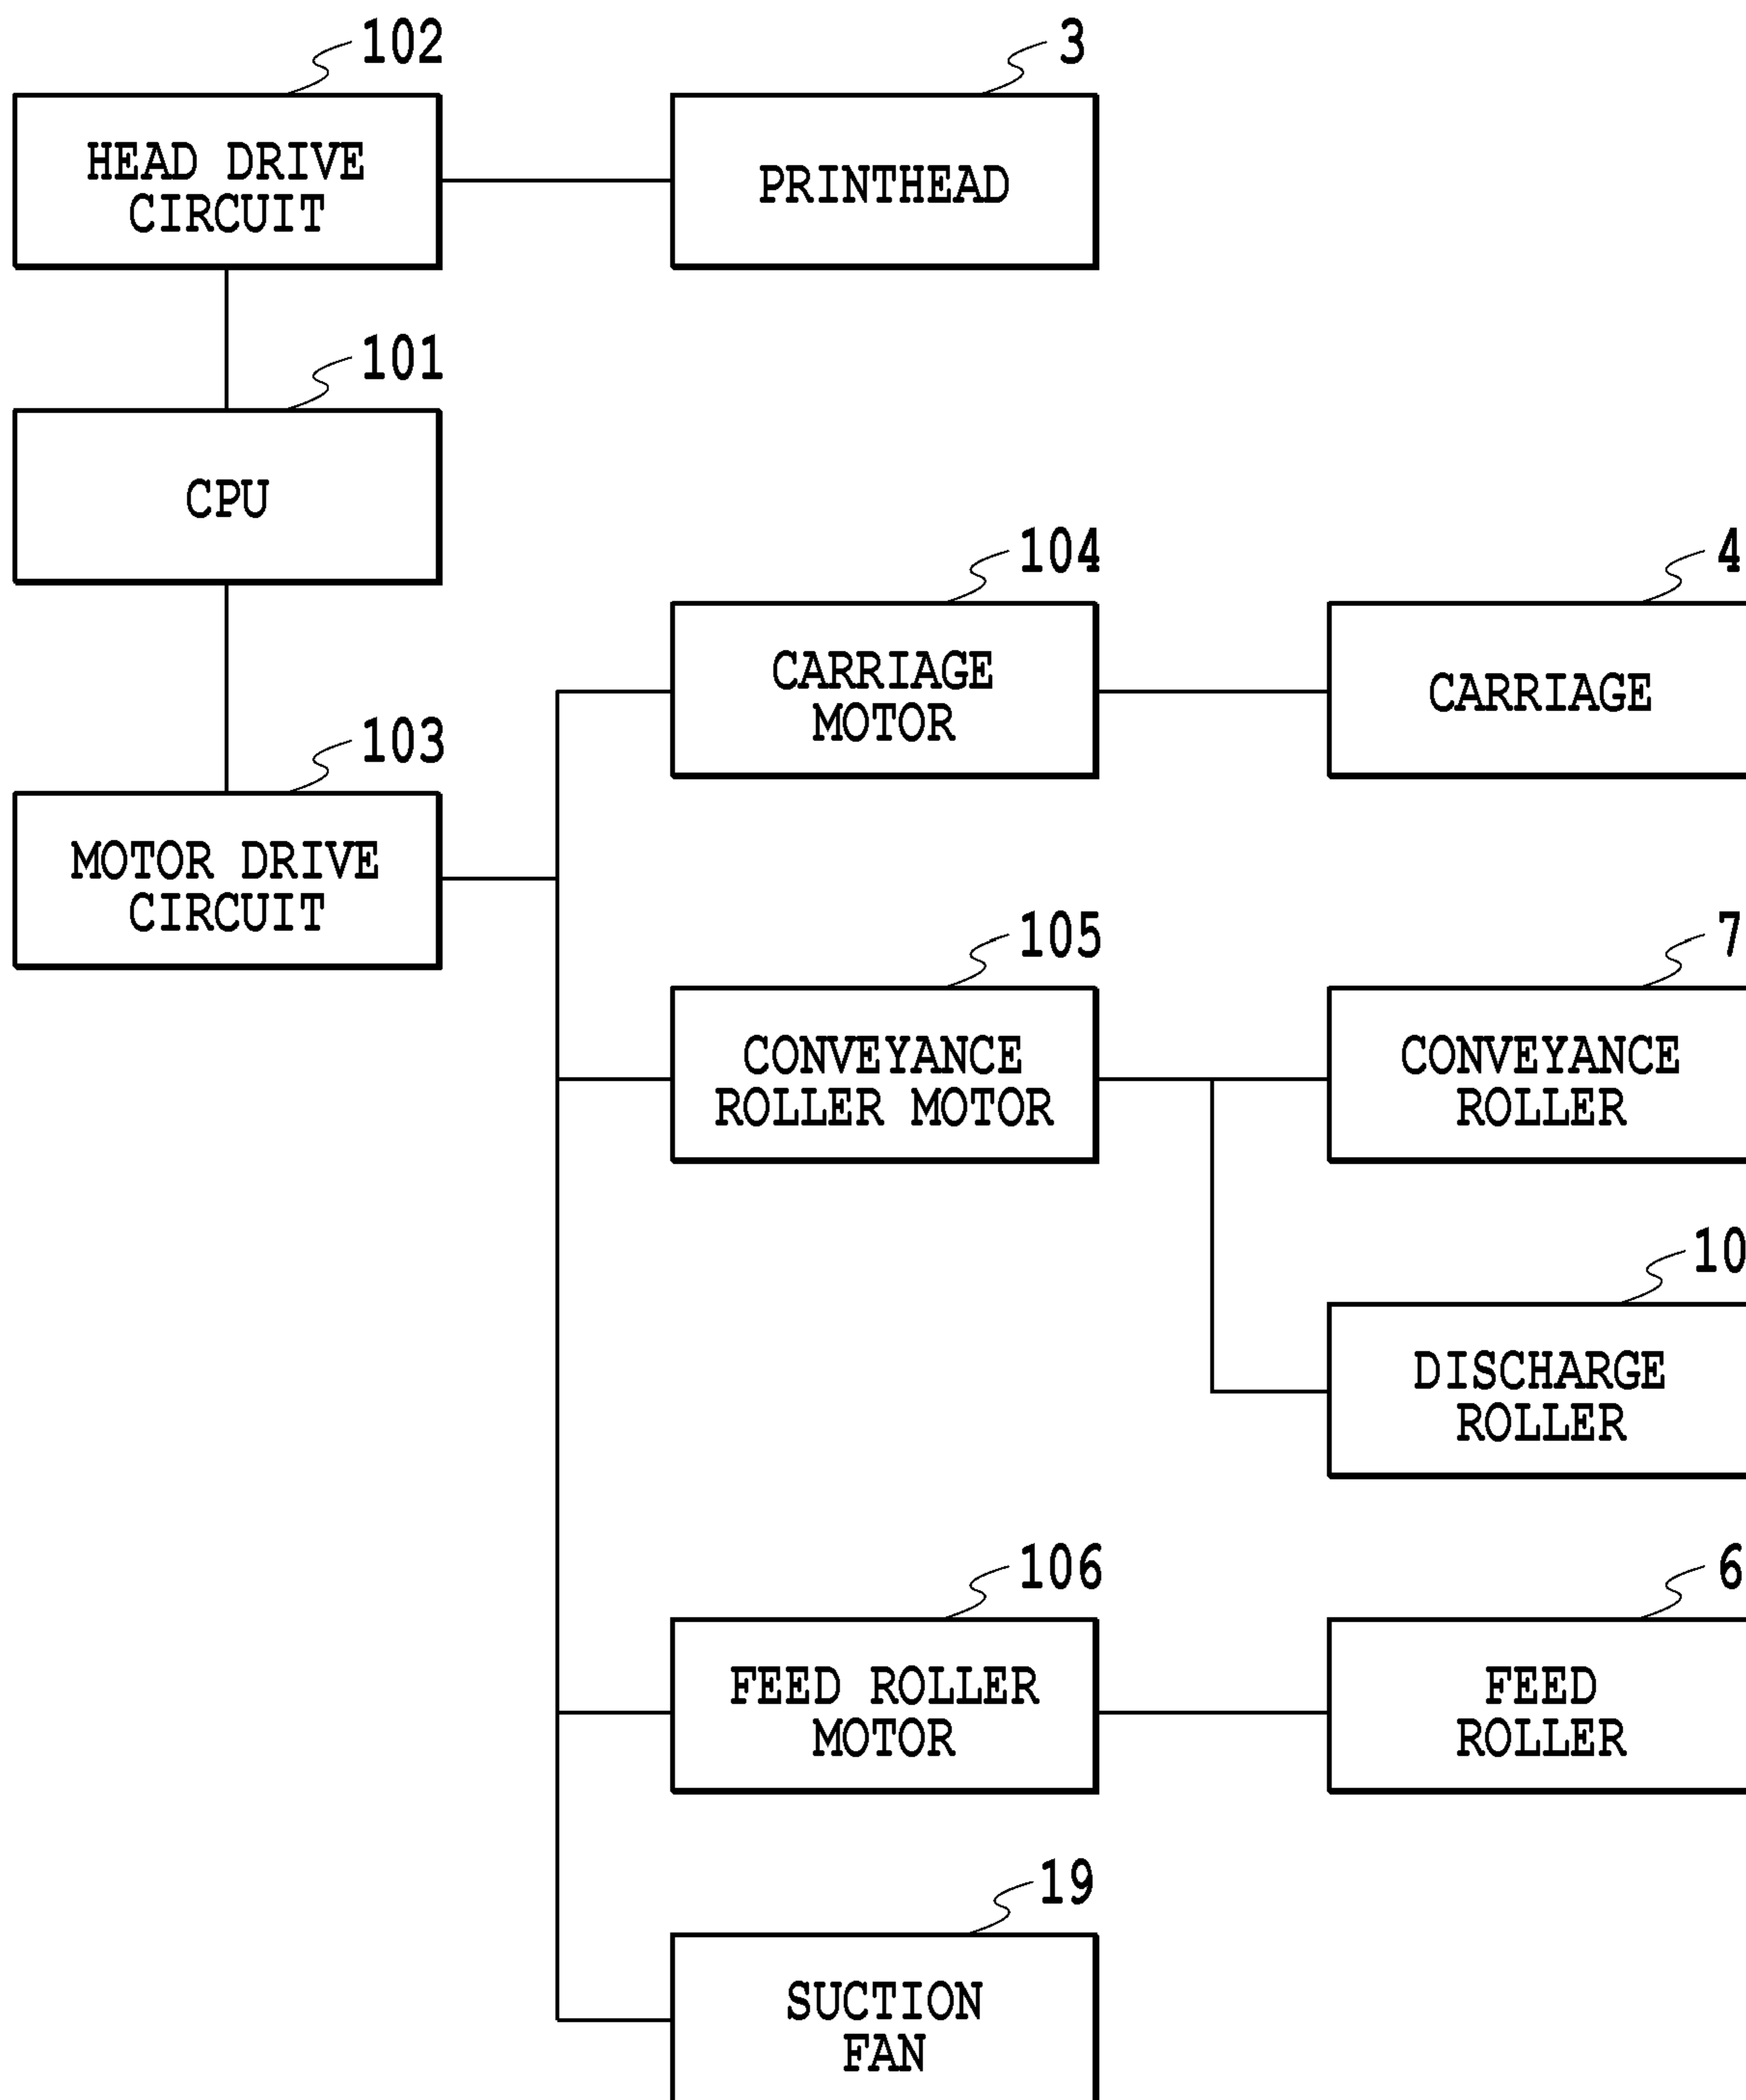 102
3
HEAD DRIVE
CIRCUIT
PRINTHEAD
101
CPU
104
4
CARRIAGE
MOTOR
CARRIAGE
103
MOTOR DRIVE
CIRCUIT
105
7
CONVEYANCE
ROLLER MOTOR
CONVEYANCE
ROLLER
10
DISCHARGE
ROLLER
106
6
FEED ROLLER
MOTOR
FEED
ROLLER
19
SUCTION
FAN